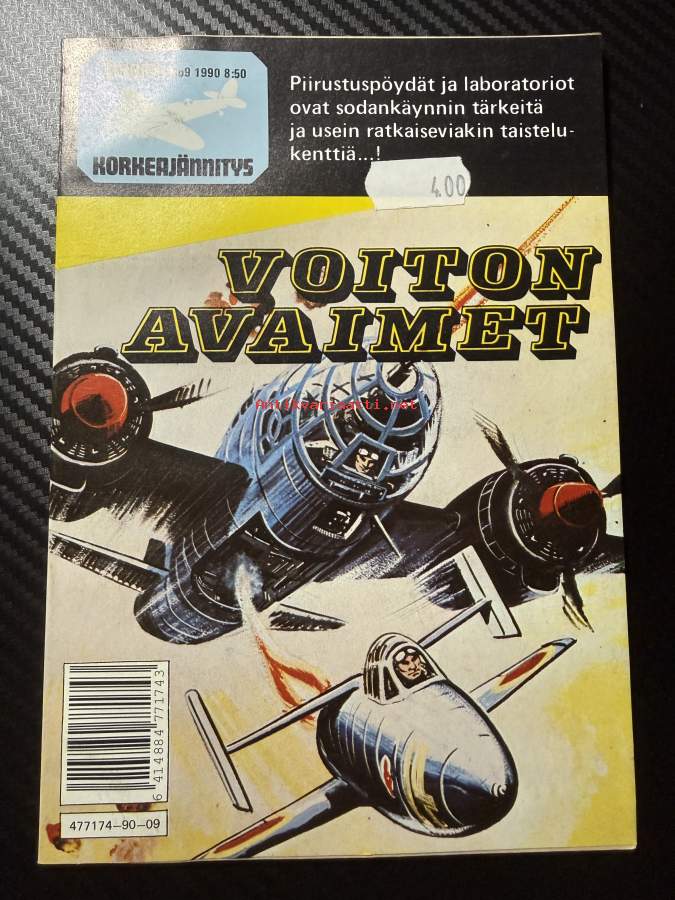 o9 1990 8:50
KORKEAJÄNNITYS
Piirustuspöydät ja laboratoriot
ovat sodankäynnin tärkeitä
ja usein ratkaiseviakin taistelu-
kenttiä...!
4.00
VOITON
AVAIMET
Antikvariaatti.net
6 414884 771743
477174-90-09